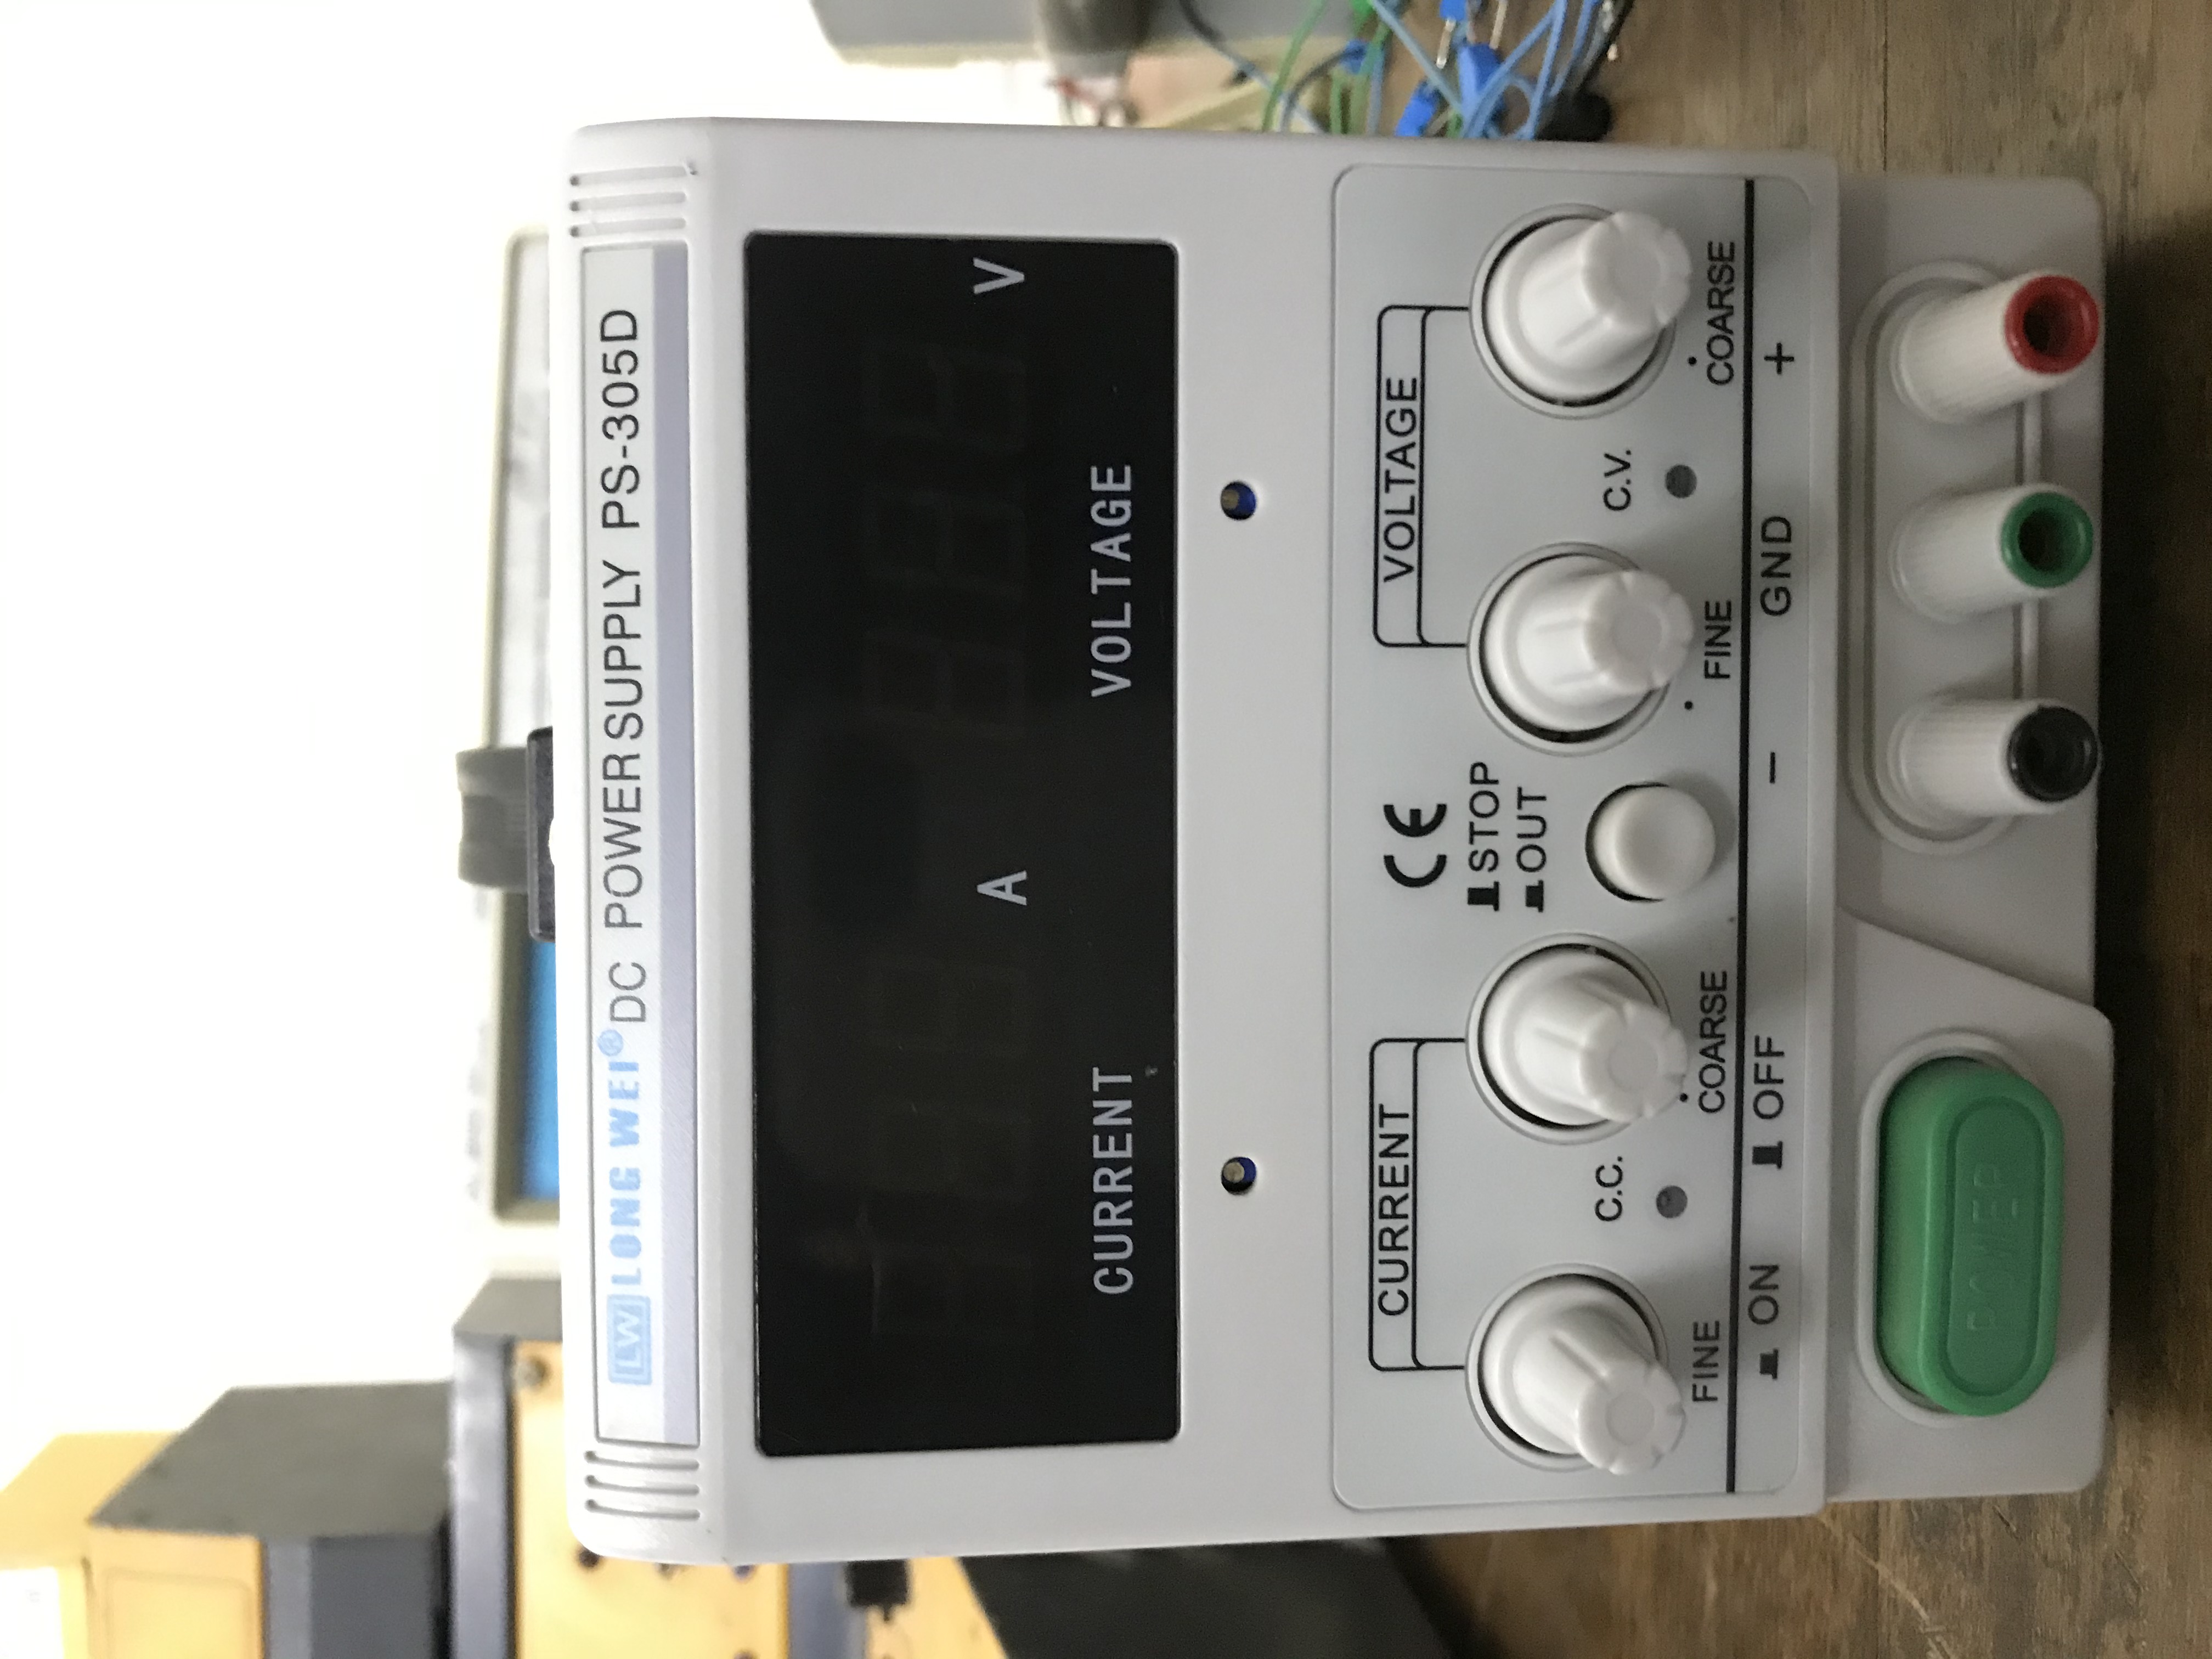 LW LONG WEI® DC POWER SUPPLY PS-305D
A V
CURRENT VOLTAGE
CURRENT CE VOLTAGE
STOP
OUT
C.C. C.V.
FINE COARSE FINE COARSE
ON OFF - GND +
POWER